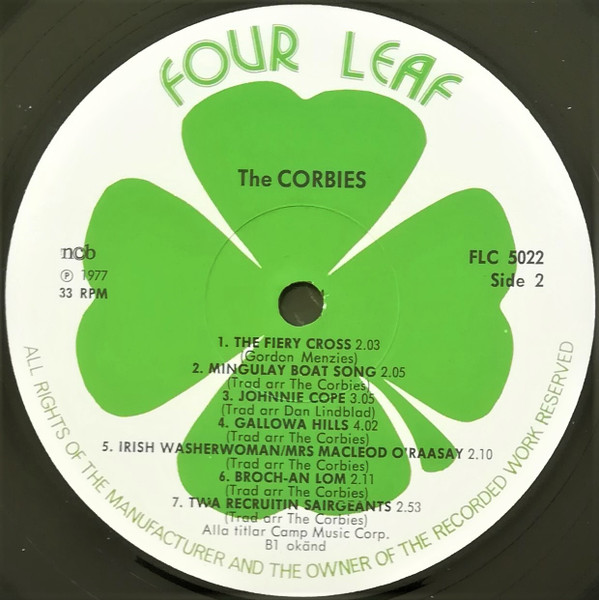 FOUR LEAF
The CORBIES
ncb
Ⓟ 1977
33 RPM
FLC 5022
Side 2
1. THE FIERY CROSS 2.03
(Gordon Menzies)
2. MINGULAY BOAT SONG 2.05
(Trad arr The Corbies)
3. JOHNNIE COPE 3.05
(Trad arr Dan Lindblad)
4. GALLOWA HILLS 4.02
(Trad arr The Corbies)
5. IRISH WASHERWOMAN/MRS MACLEOD O'RAASAY 2.10
(Trad arr The Corbies)
6. BROCH-AN LOM 2.11
(Trad arr The Corbies)
7. TWA RECRUITIN SAIRGEANTS 2.53
(Trad arr The Corbies)
Alla titlar Camp Music Corp.
B1 okänd
ALL RIGHTS OF THE MANUFACTURER AND THE OWNER OF THE RECORDED WORK RESERVED